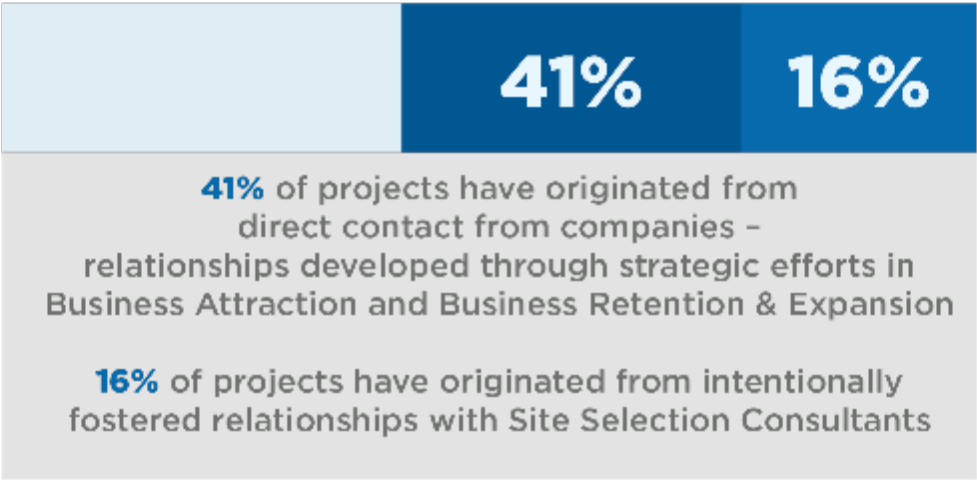 41% 16%
41% of projects have originated from
direct contact from companies –
relationships developed through strategic efforts in
Business Attraction and Business Retention & Expansion
16% of projects have originated from intentionally
fostered relationships with Site Selection Consultants